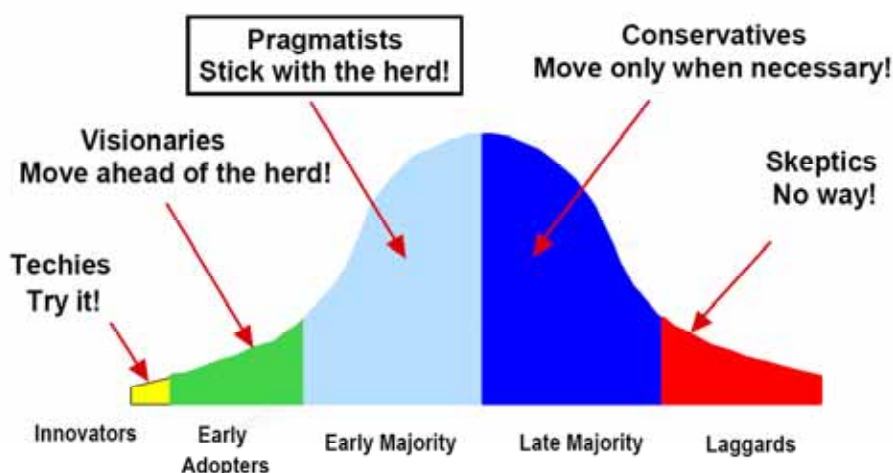 Pragmatists
Stick with the herd!
Conservatives
Move only when necessary!
Visionaries
Move ahead of the herd!
Skeptics
No way!
Techies
Try it!
Innovators
Early
Adopters
Early Majority
Late Majority
Laggards